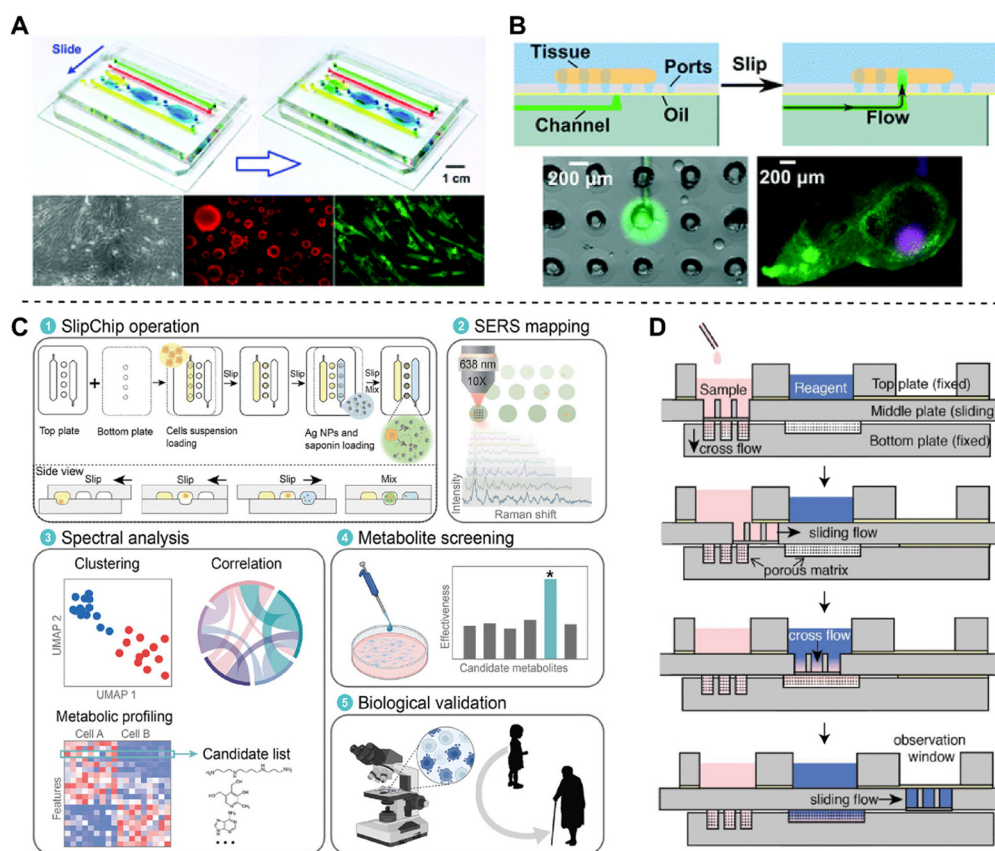 A
Slide
1 cm
B
Tissue
Ports
Slip
Channel
Oil
Flow
200 μm
200 μm
C
1 SlipChip operation
Top plate
Bottom plate
Cells suspension
loading
Slip
Slip
Slip
Mix
Ag NPs and
saponin loading
Side view
Slip
Slip
Slip
Mix
2 SERS mapping
638 nm
10X
Intensity
Raman shift
3 Spectral analysis
Clustering
Correlation
UMAP 2
UMAP 1
Metabolic profiling
Cell A Cell B
Features
Candidate list
H₂N
NH₂
4 Metabolite screening
Effectiveness
*
Candidate metabolites
5 Biological validation
D
Sample
Reagent
Top plate (fixed)
Middle plate (sliding)
Bottom plate (fixed)
cross flow
sliding flow
porous matrix
cross flow
observation
window
sliding flow